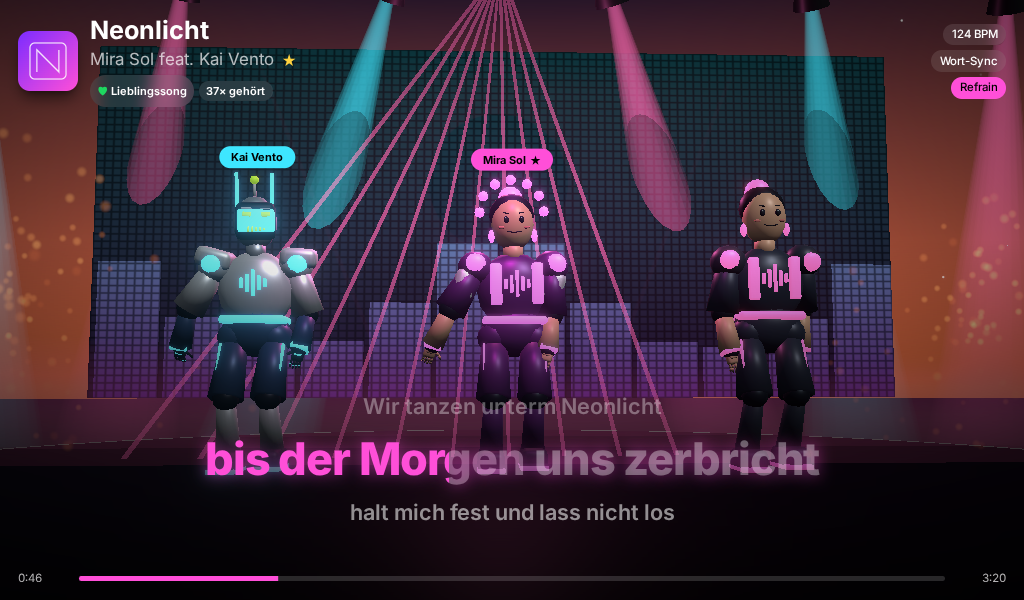 Neonlicht
Mira Sol feat. Kai Vento ★
Lieblingssong
37× gehört
124 BPM
Wort-Sync
Refrain
Kai Vento
Mira Sol ★
Wir tanzen unterm Neonlicht
bis der Morgen uns zerbricht
halt mich fest und lass nicht los
0:46
3:20